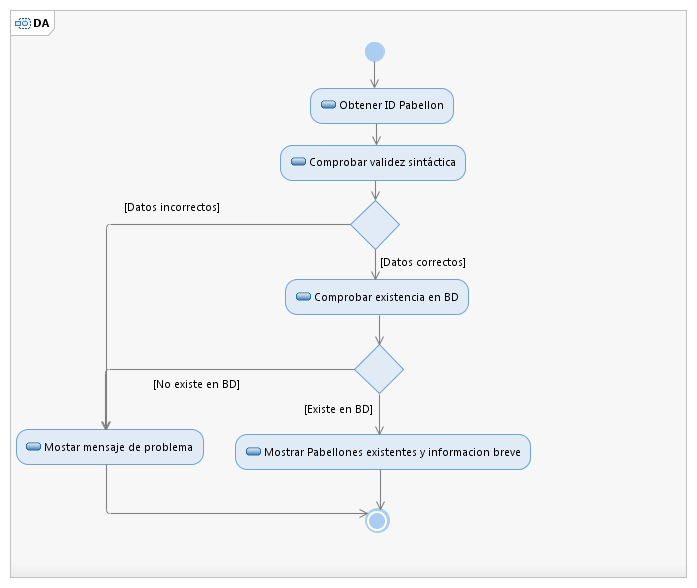 DA
Obtener ID Pabellon
Comprobar validez sintáctica
[Datos incorrectos]
[Datos correctos]
Comprobar existencia en BD
[No existe en BD]
[Existe en BD]
Mostar mensaje de problema
Mostrar Pabellones existentes y informacion breve